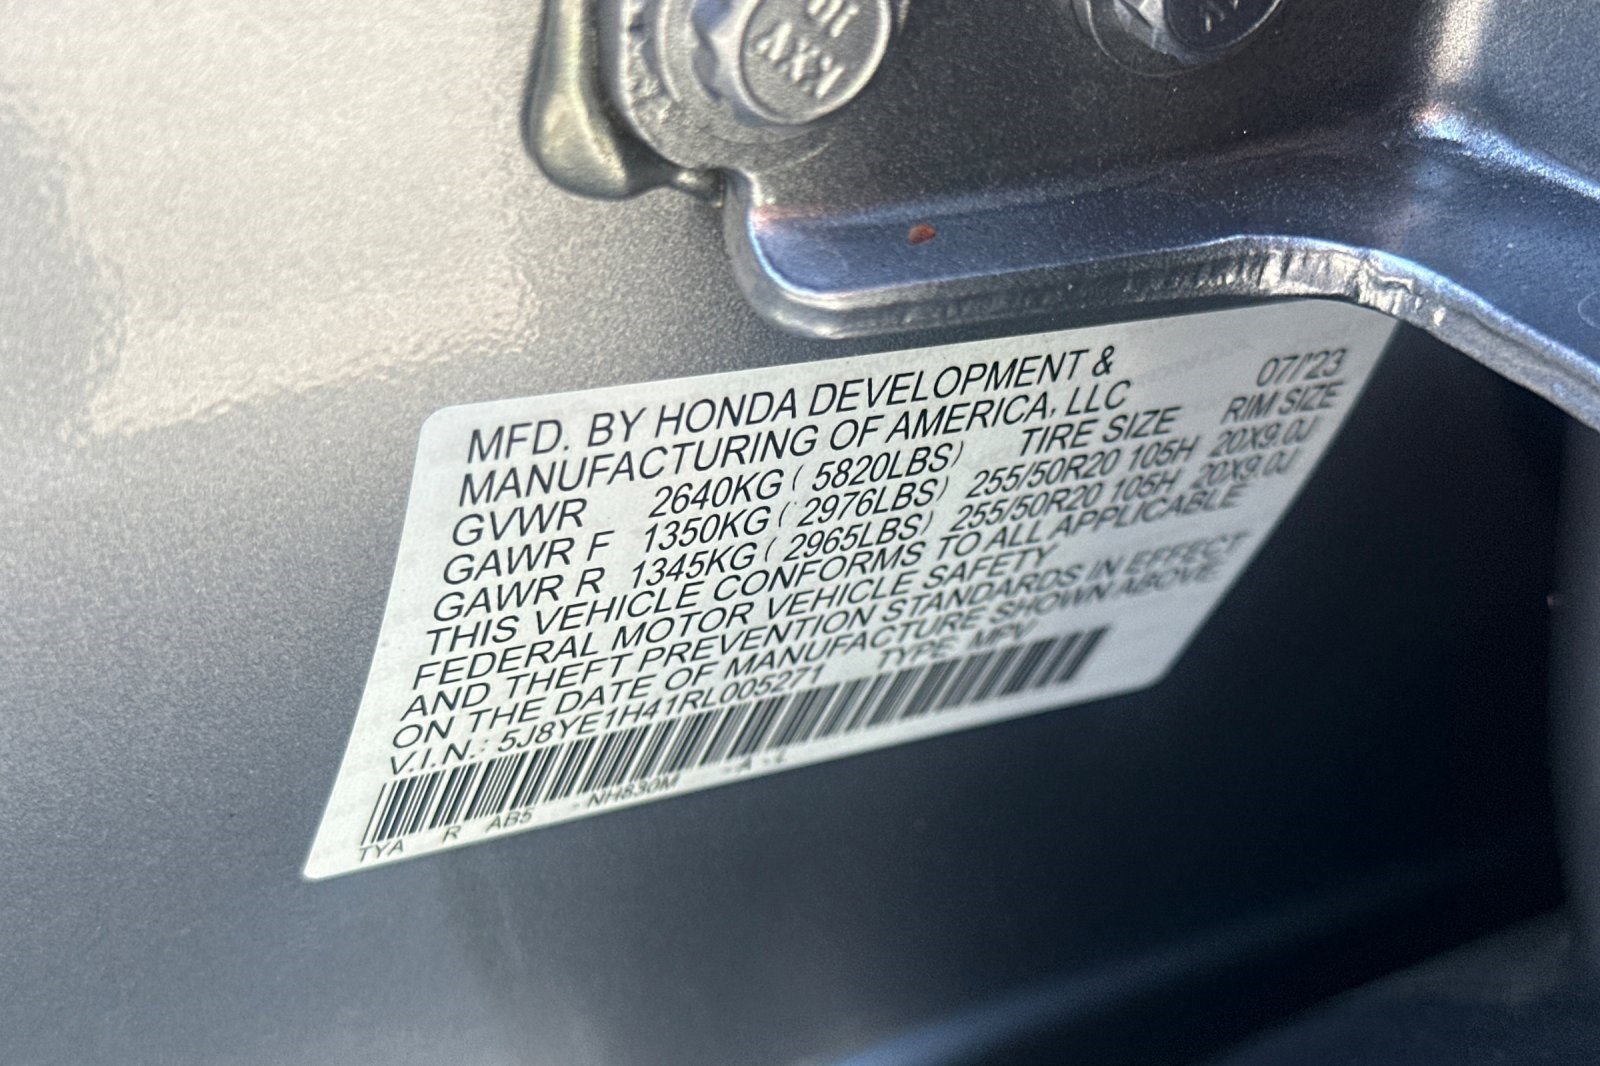 MFD. BY HONDA DEVELOPMENT &
MANUFACTURING OF AMERICA, LLC 07/'23
GVWR 2640KG ( 5820LBS) TIRE SIZE RIM SIZE
GAWR F 1350KG ( 2976LBS) 255/50R20 105H 20X9.0J
GAWR R 1345KG ( 2965LBS) 255/50R20 105H 20X9.0J
THIS VEHICLE CONFORMS TO ALL APPLICABLE
FEDERAL MOTOR VEHICLE SAFETY
AND THEFT PREVENTION STANDARDS IN EFFECT
ON THE DATE OF MANUFACTURE SHOWN ABOVE.
V.I.N.: 5J8YE1H41RL005271 TYPE: MPV
TYA R AB5 - NH830M - A - L